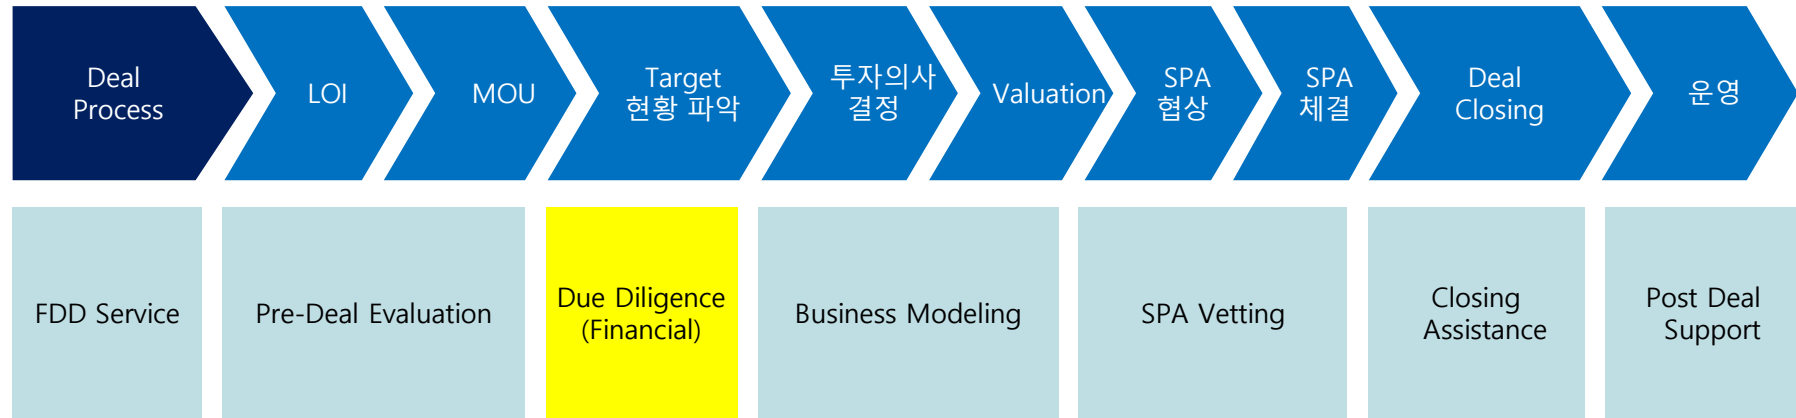 Deal
Process
LOI
MOU
Target
현황 파악
투자의사
결정
Valuation
SPA
협상
SPA
체결
Deal
Closing
운영
FDD Service
Pre-Deal Evaluation
Due Diligence
(Financial)
Business Modeling
SPA Vetting
Closing
Assistance
Post Deal
Support